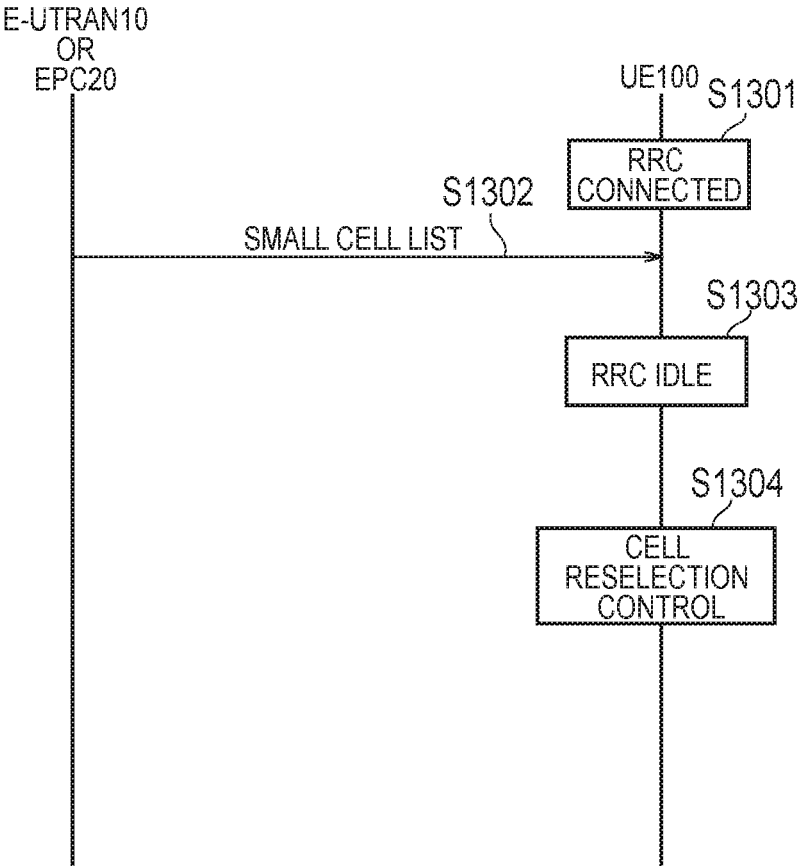 E-UTRAN10
OR
EPC20
UE100
S1301
RRC
CONNECTED
S1302
SMALL CELL LIST
S1303
RRC IDLE
S1304
CELL
RESELECTION
CONTROL